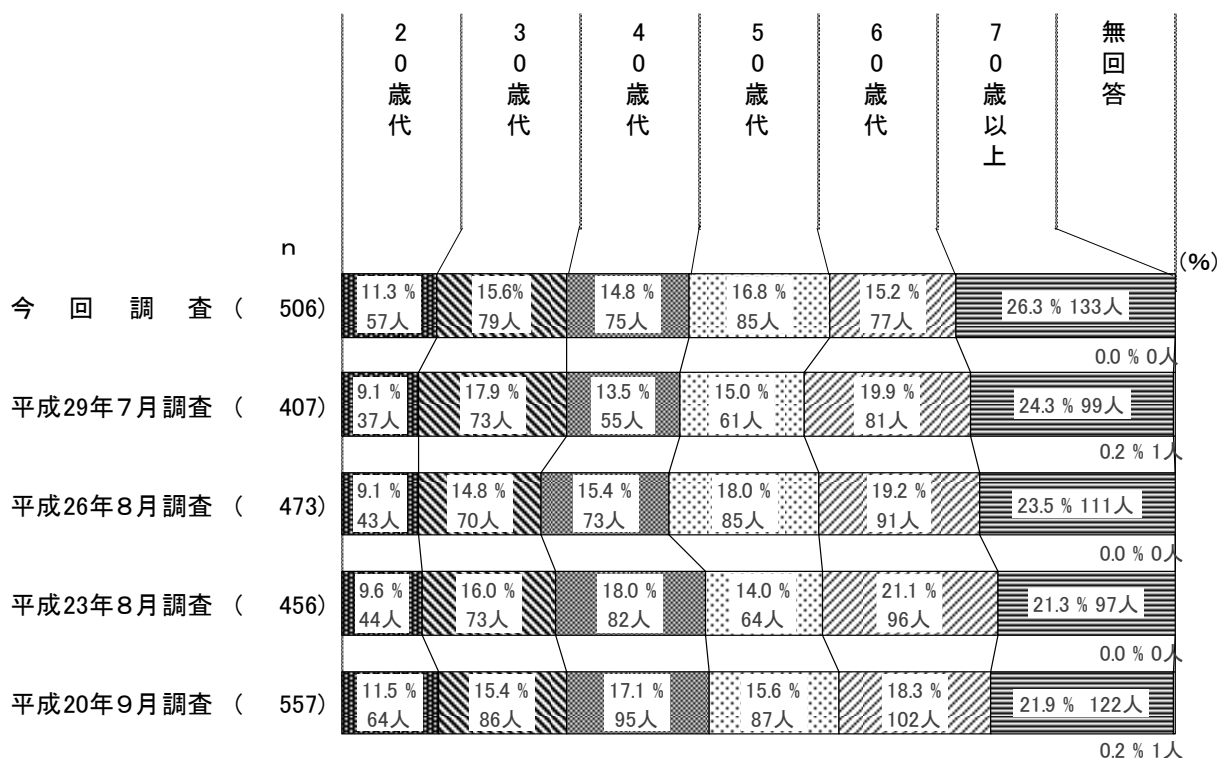 20歳代
30歳代
40歳代
50歳代
60歳代
70歳以上
無回答
n
(%)
今回調査( 506)
11.3 % 15.6% 14.8 % 16.8 % 15.2 % 26.3 % 133人
57人 79人 75人 85人 77人
0.0 % 0人
平成29年7月調査( 407)
9.1 % 17.9 % 13.5 % 15.0 % 19.9 % 24.3 % 99人
37人 73人 55人 61人 81人
0.2 % 1人
平成26年8月調査( 473)
9.1 % 14.8 % 15.4 % 18.0 % 19.2 % 23.5 % 111人
43人 70人 73人 85人 91人
0.0 % 0人
平成23年8月調査( 456)
9.6 % 16.0 % 18.0 % 14.0 % 21.1 % 21.3 % 97人
44人 73人 82人 64人 96人
0.0 % 0人
平成20年9月調査( 557)
11.5 % 15.4 % 17.1 % 15.6 % 18.3 % 21.9 % 122人
64人 86人 95人 87人 102人
0.2 % 1人